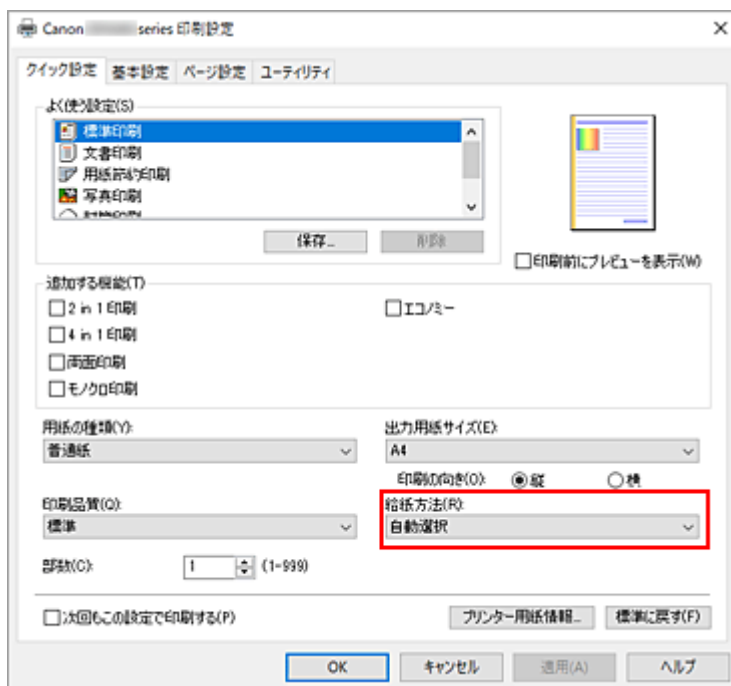 Canon series 印刷設定
クイック設定 基本設定 ページ設定 ユーティリティ
よく使う設定(S)
標準印刷
文書印刷
用紙節約印刷
写真印刷
保存... 削除
印刷前にプレビューを表示(W)
追加する機能(T)
2 in 1 印刷 エコノミー
4 in 1 印刷
両面印刷
モノクロ印刷
用紙の種類(Y): 出力用紙サイズ(E):
普通紙 A4
印刷の向き(O): 縦 横
印刷品質(Q): 給紙方法(R):
標準 自動選択
部数(C): 1 (1-999)
次回もこの設定で印刷する(P) プリンター用紙情報... 標準に戻す(F)
OK キャンセル 適用(A) ヘルプ